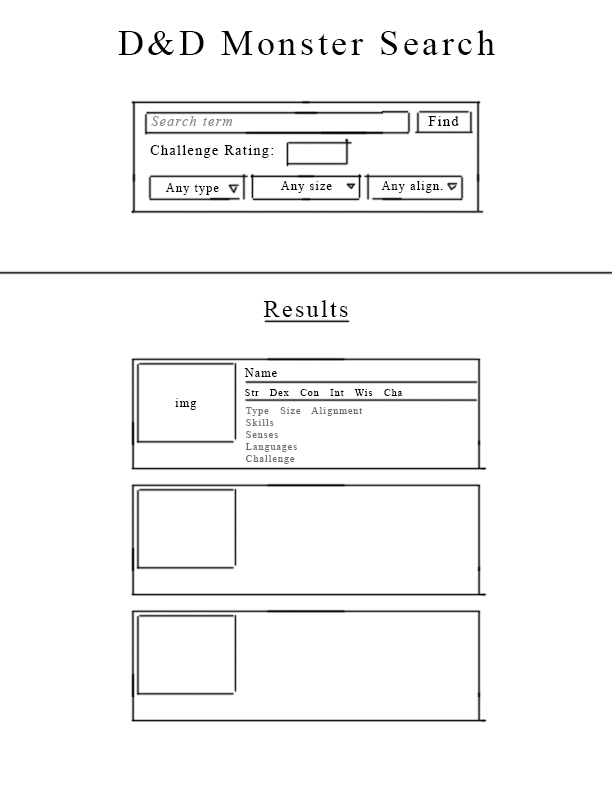 D&D Monster Search
Search term
Find
Challenge Rating:
Any type
Any size
Any align.
Results
img
Name
Str Dex Con Int Wis Cha
Type Size Alignment
Skills
Senses
Languages
Challenge